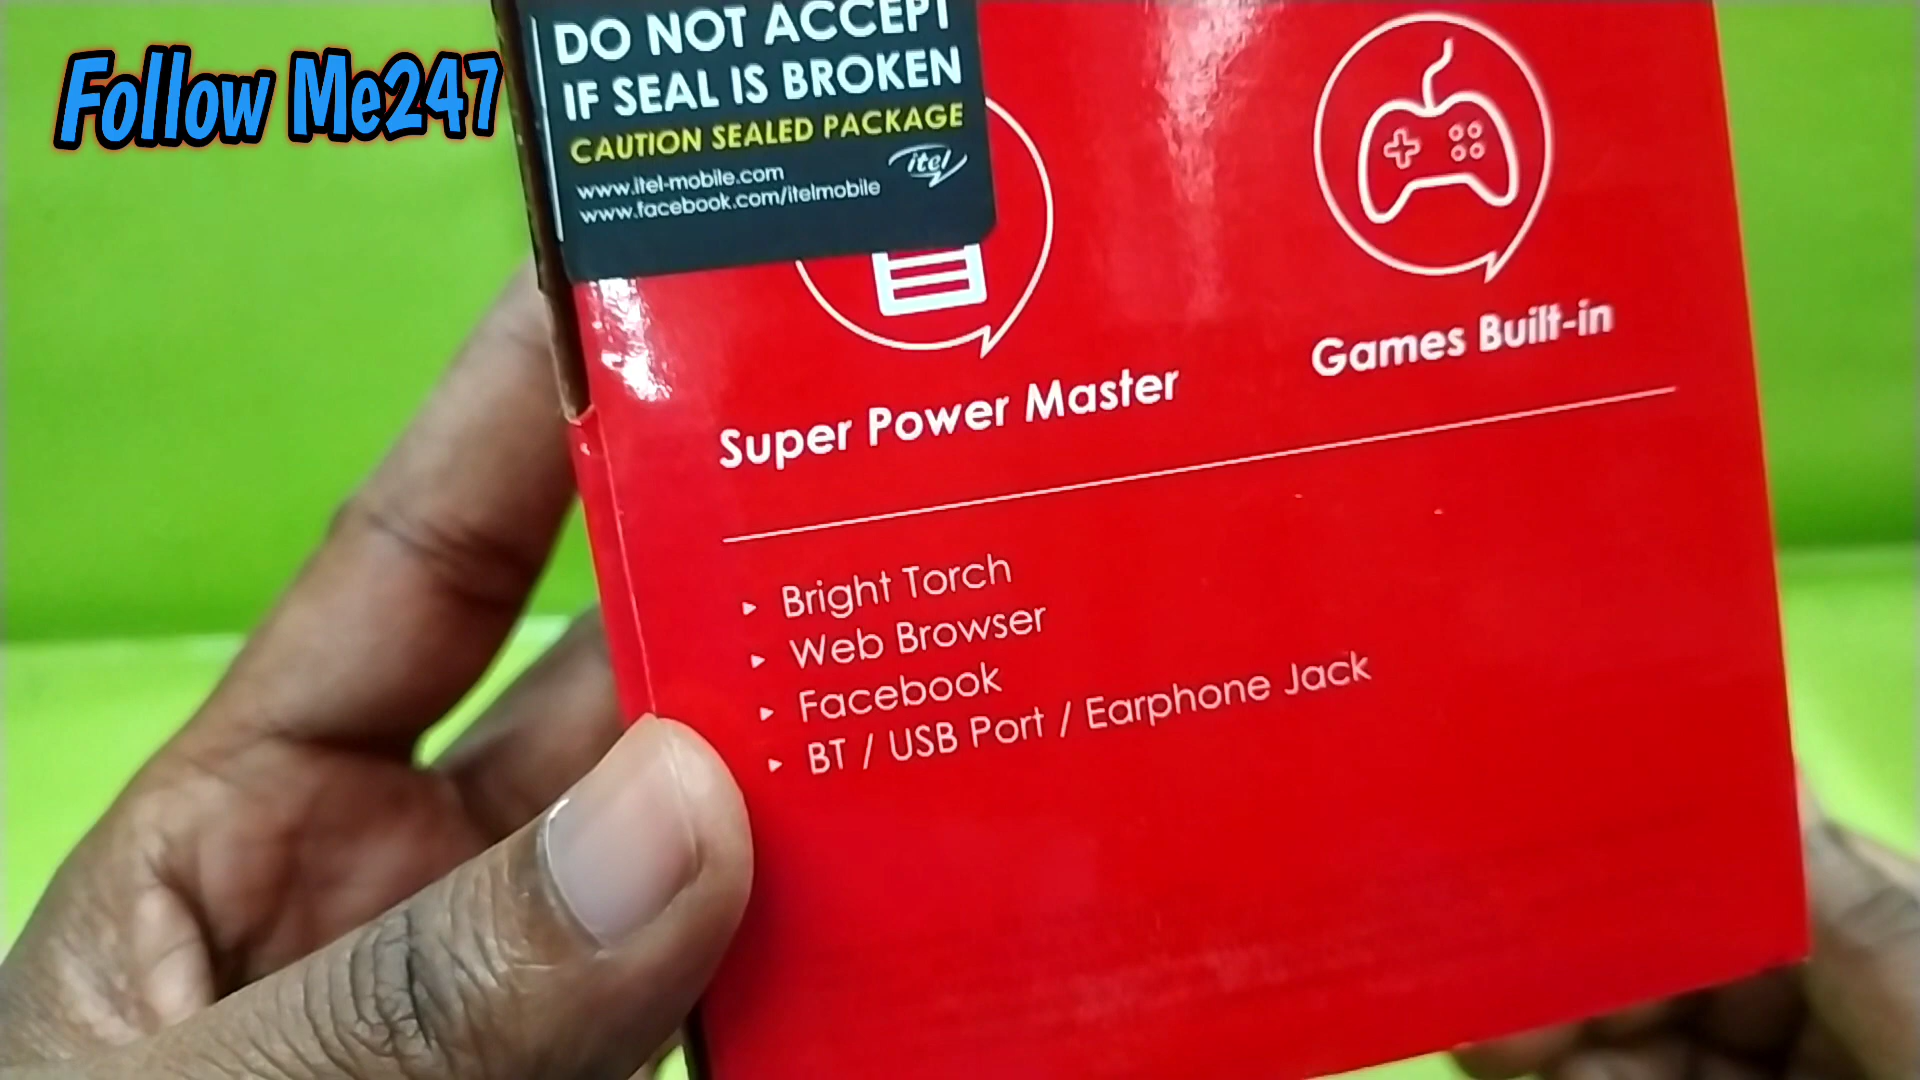 Follow Me247
DO NOT ACCEPT
IF SEAL IS BROKEN
CAUTION SEALED PACKAGE
www.itel-mobile.com
www.facebook.com/itelmobile
itel
Super Power Master
Games Built-in
Bright Torch
Web Browser
Facebook
BT / USB Port / Earphone Jack